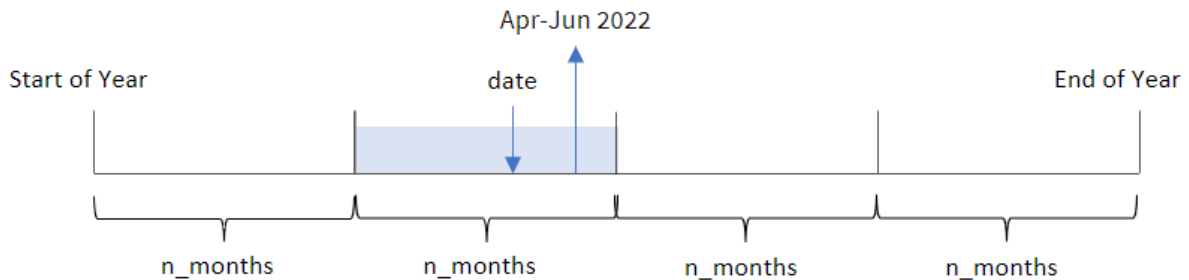 Apr-Jun 2022
Start of Year
date
End of Year
n_months
n_months
n_months
n_months